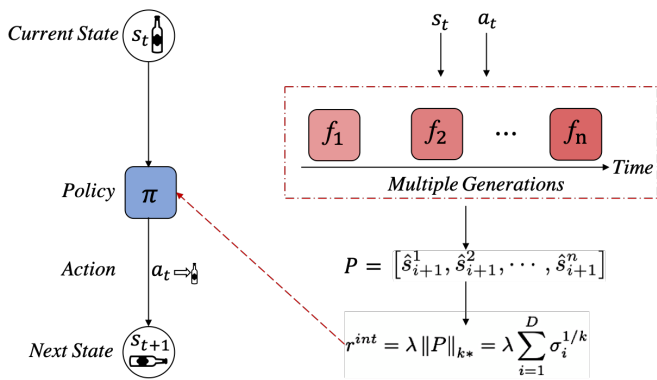 Current State
s_t
Policy
π
Action
a_t
Next State
s_{t+1}
s_t a_t
f_1 f_2 ... f_n
Time
Multiple Generations
P = [ŝ^1_{i+1}, ŝ^2_{i+1}, ⋯ , ŝ^n_{i+1}]
r^{int} = λ ‖P‖_{k*} = λ ∑_{i=1}^{D} σ_i^{1/k}